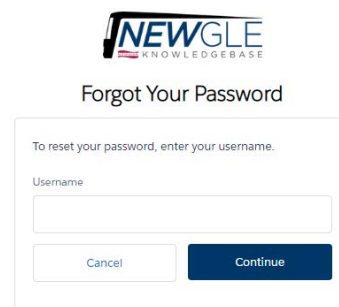 NEWGLE
KNOWLEDGEBASE
Forgot Your Password
To reset your password, enter your username.
Username
Cancel
Continue